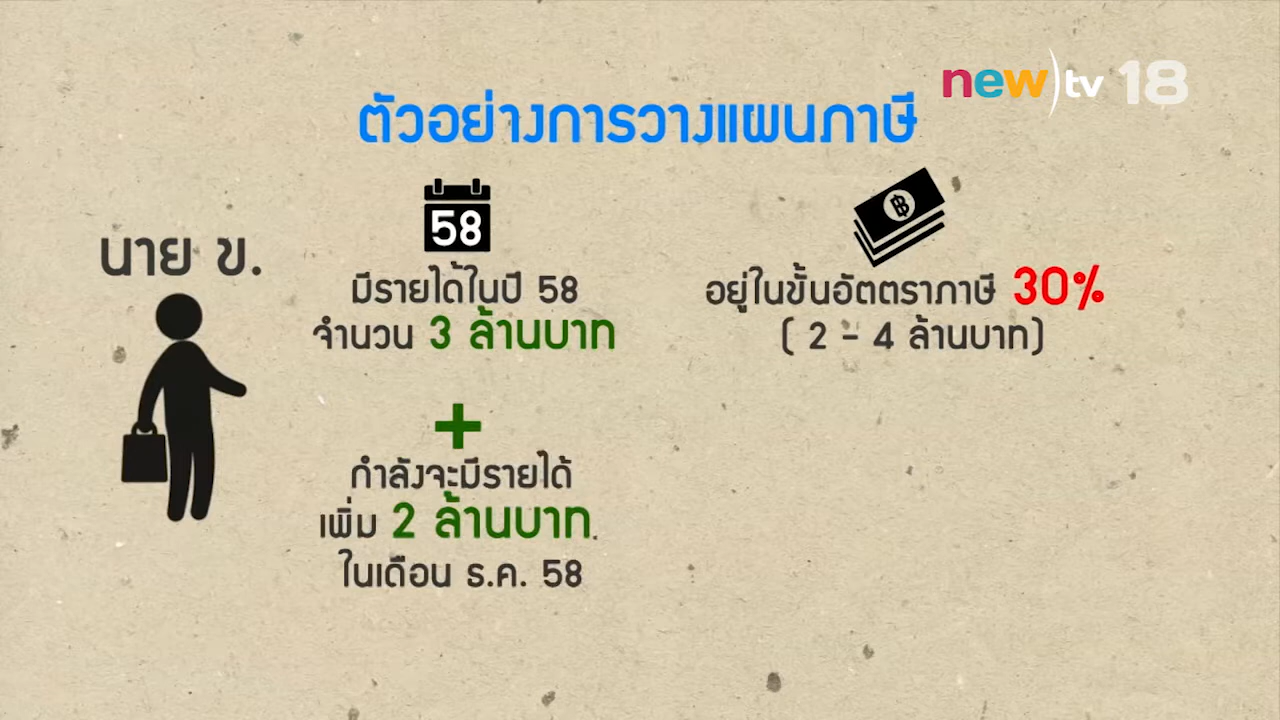 new)tv 18
ตัวอย่างการวางแผนภาษี
58
฿
นาย ข.
มีรายได้ในปี 58
จำนวน 3 ล้านบาท
อยู่ในขั้นอัตตราภาษี 30%
( 2 - 4 ล้านบาท)
+
กำลังจะมีรายได้
เพิ่ม 2 ล้านบาท
ในเดือน ธ.ค. 58